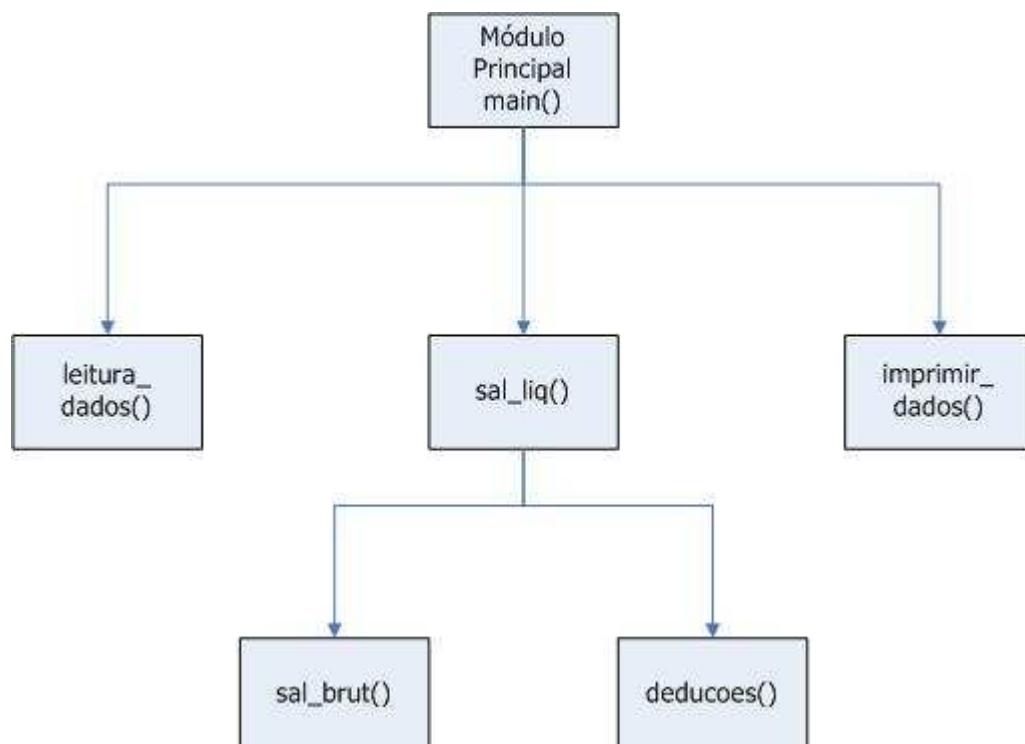 Módulo
Principal
main()
leitura_
dados()
sal_liq()
imprimir_
dados()
sal_brut()
deducoes()